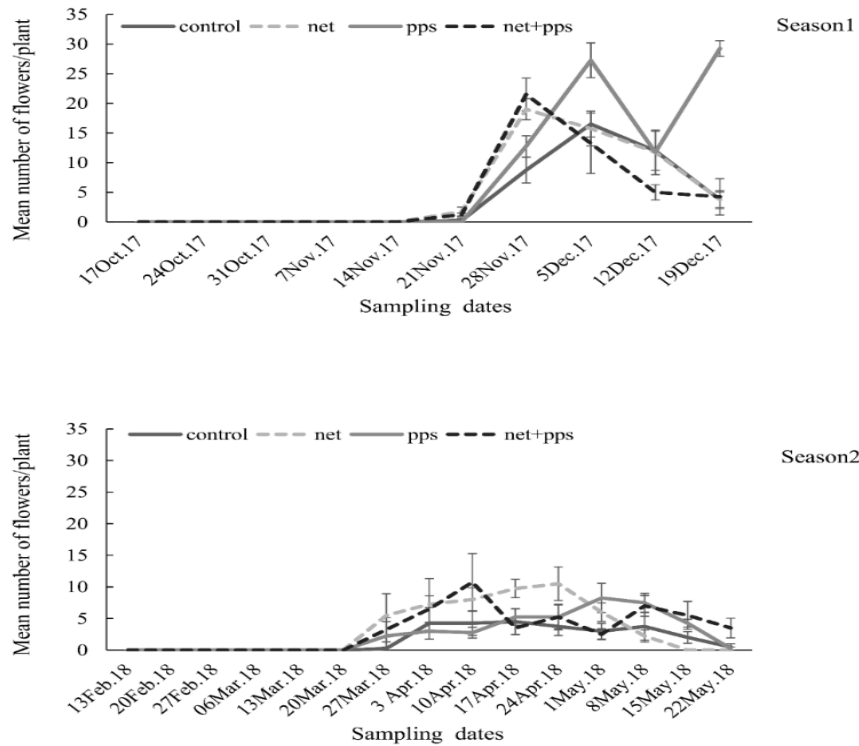 Mean number of flowers/plant
35
30
25
20
15
10
5
0
control net pps net+pps
Season1
17Oct.17 24Oct.17 31Oct.17 7Nov.17 14Nov.17 21Nov.17 28Nov.17 5Dec.17 12Dec.17 19Dec.17
Sampling dates
Mean number of flowers/plant
35
30
25
20
15
10
5
0
control net pps net+pps
Season2
13Feb.18 20Feb.18 27Feb.18 06Mar.18 13Mar.18 20Mar.18 27Mar.18 3 Apr.18 10Apr.18 17Apr.18 24Apr.18 1May.18 8May.18 15May.18 22May.18
Sampling dates